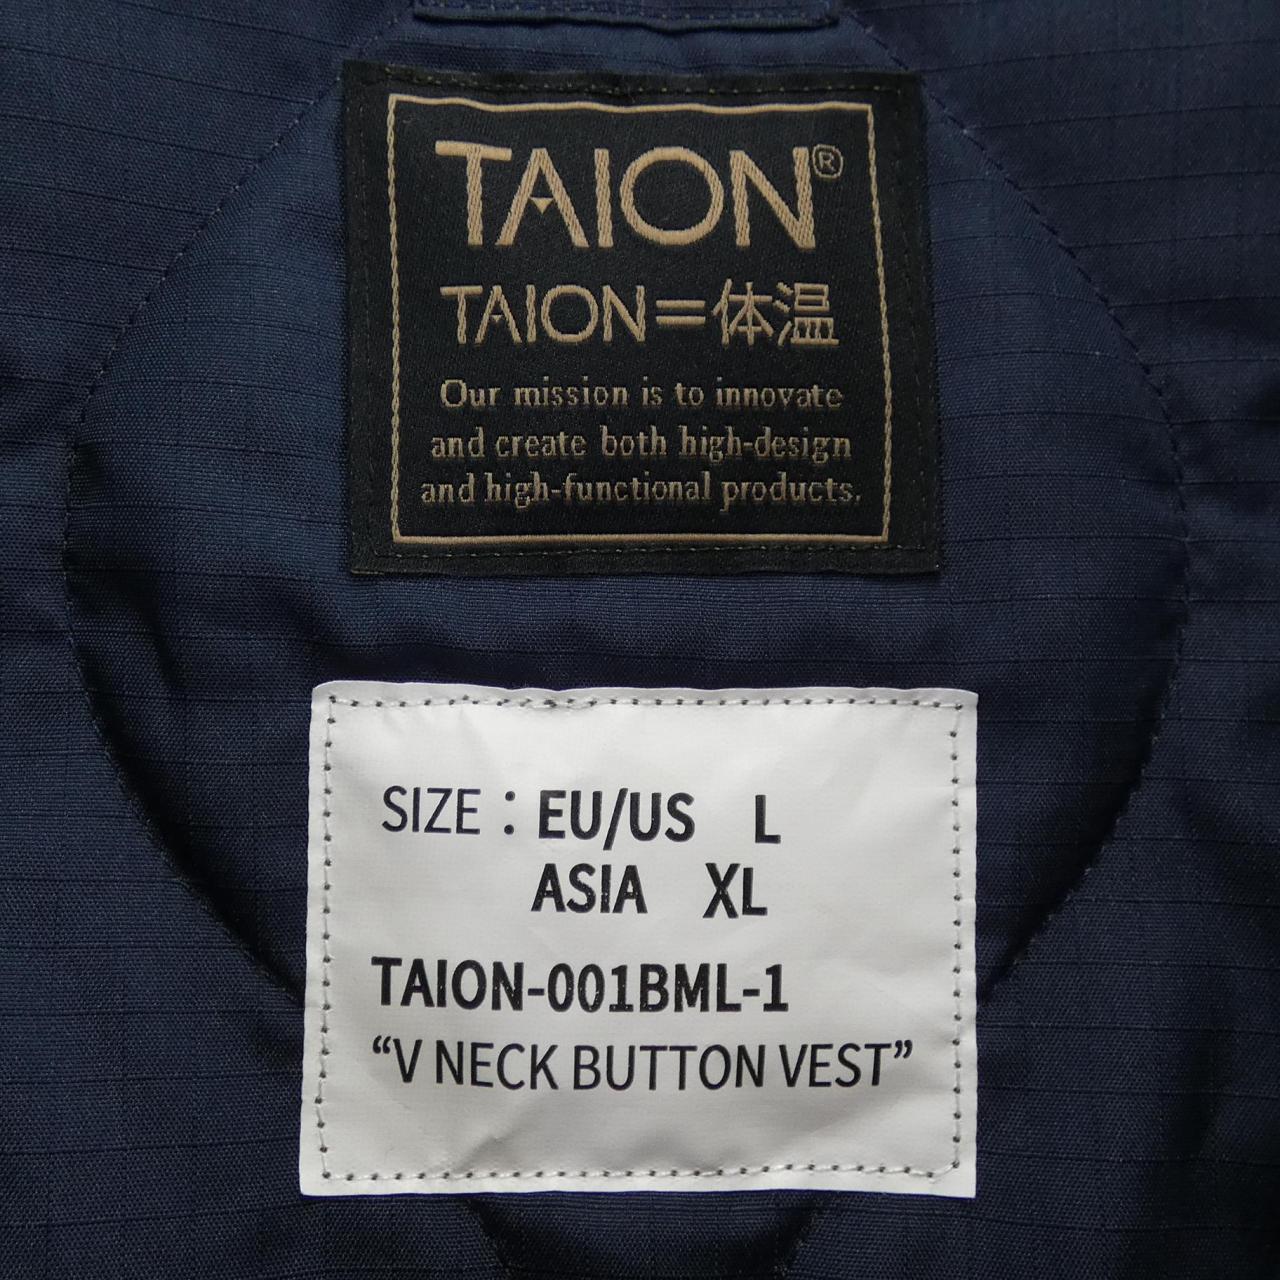 TAION®
TAION=体温
Our mission is to innovate
and create both high-design
and high-functional products.
SIZE : EU/US L
ASIA XL
TAION-001BML-1
“V NECK BUTTON VEST”